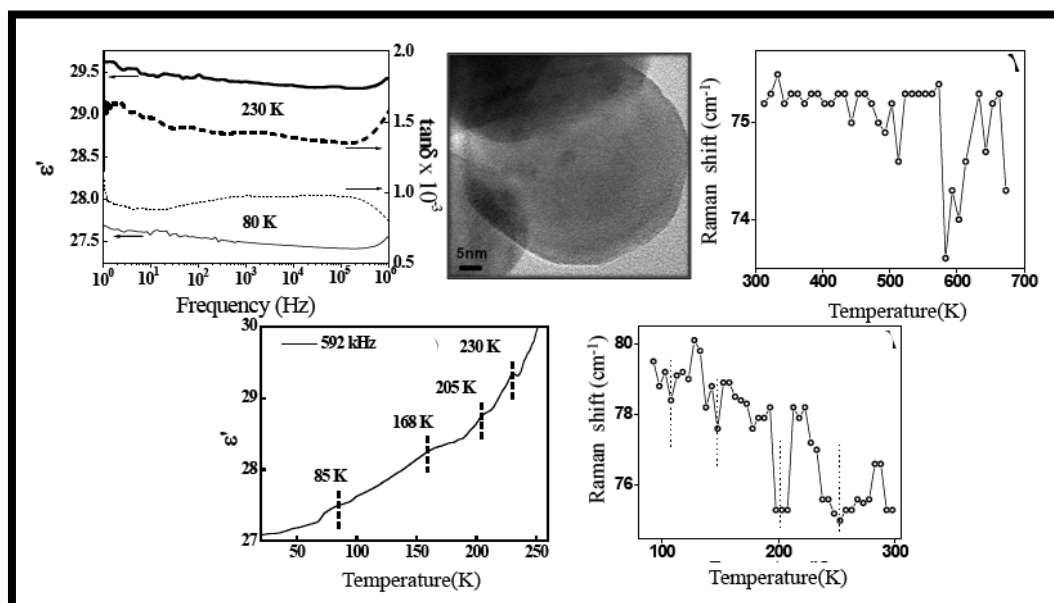 29.5
29.0
28.5
28.0
27.5
ε'
230 K
80 K
2.0
1.5
1.0
0.5
tanδ x 10⁻³
10⁰ 10¹ 10² 10³ 10⁴ 10⁵ 10⁶
Frequency (Hz)
5nm
75
74
Raman shift (cm⁻¹)
300 400 500 600 700
Temperature(K)
30
29
28
27
ε'
592 kHz
230 K
205 K
168 K
85 K
50 100 150 200 250
Temperature(K)
80
78
76
Raman shift (cm⁻¹)
100 200 300
Temperature(K)